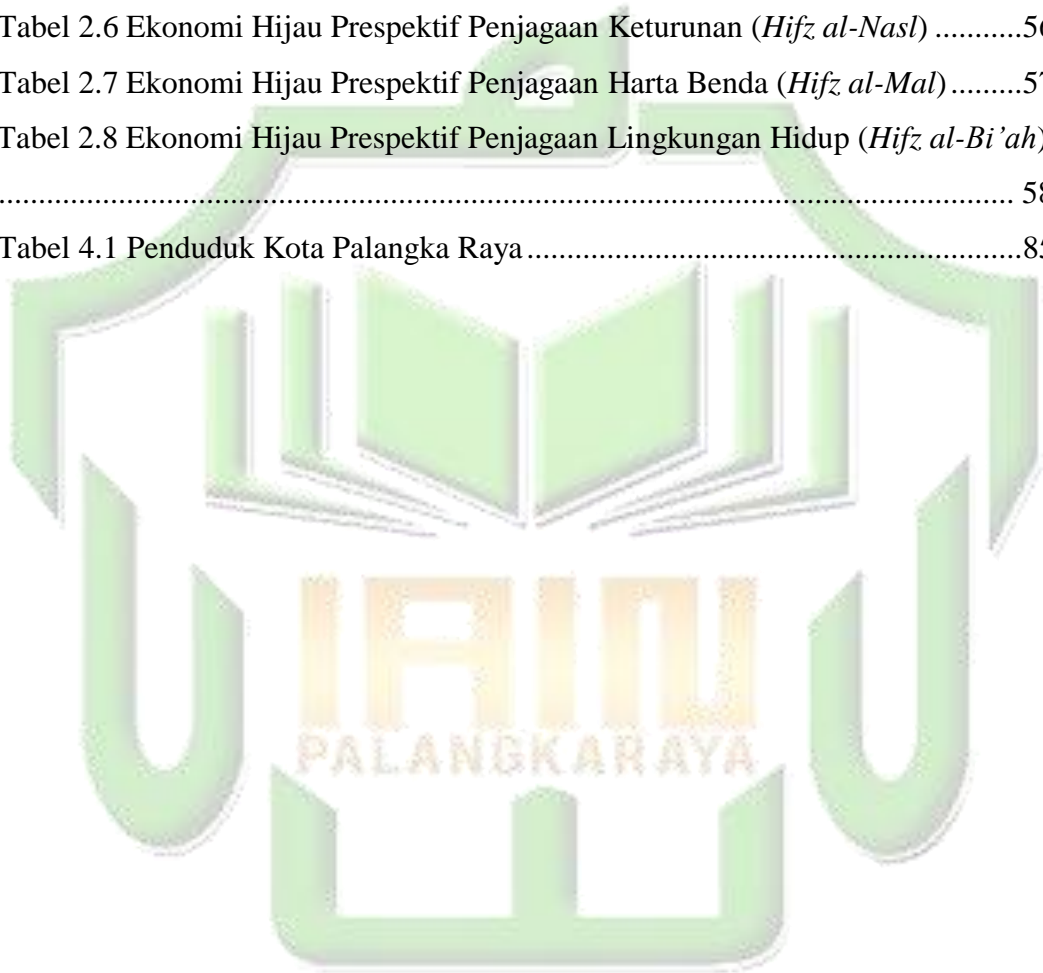 Tabel 2.6 Ekonomi Hijau Prespektif Penjagaan Keturunan (Hifz al-Nasl) ...........56
Tabel 2.7 Ekonomi Hijau Prespektif Penjagaan Harta Benda (Hifz al-Mal) .........57
Tabel 2.8 Ekonomi Hijau Prespektif Penjagaan Lingkungan Hidup (Hifz al-Bi’ah)
.................................................................................................................. 58
Tabel 4.1 Penduduk Kota Palangka Raya .........................................................85
IAIN
PALANGKARAYA